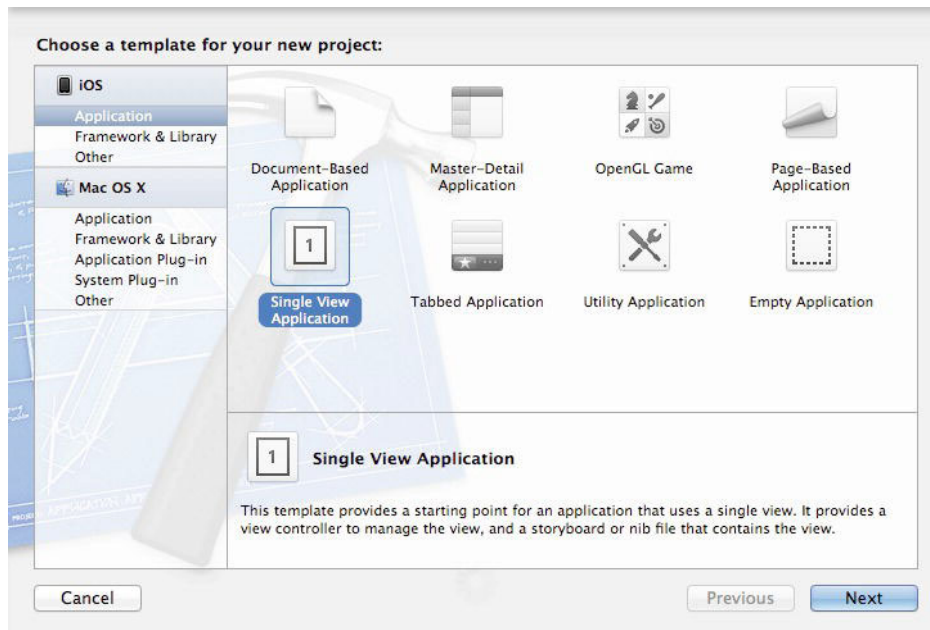 Choose a template for your new project:
iOS
Application
Framework & Library
Other
Mac OS X
Application
Framework & Library
Application Plug-in
System Plug-in
Other
Document-Based
Application
Master-Detail
Application
OpenGL Game
Page-Based
Application
1
Single View
Application
Tabbed Application
Utility Application
Empty Application
1
Single View Application
This template provides a starting point for an application that uses a single view. It provides a
view controller to manage the view, and a storyboard or nib file that contains the view.
Cancel
Previous
Next